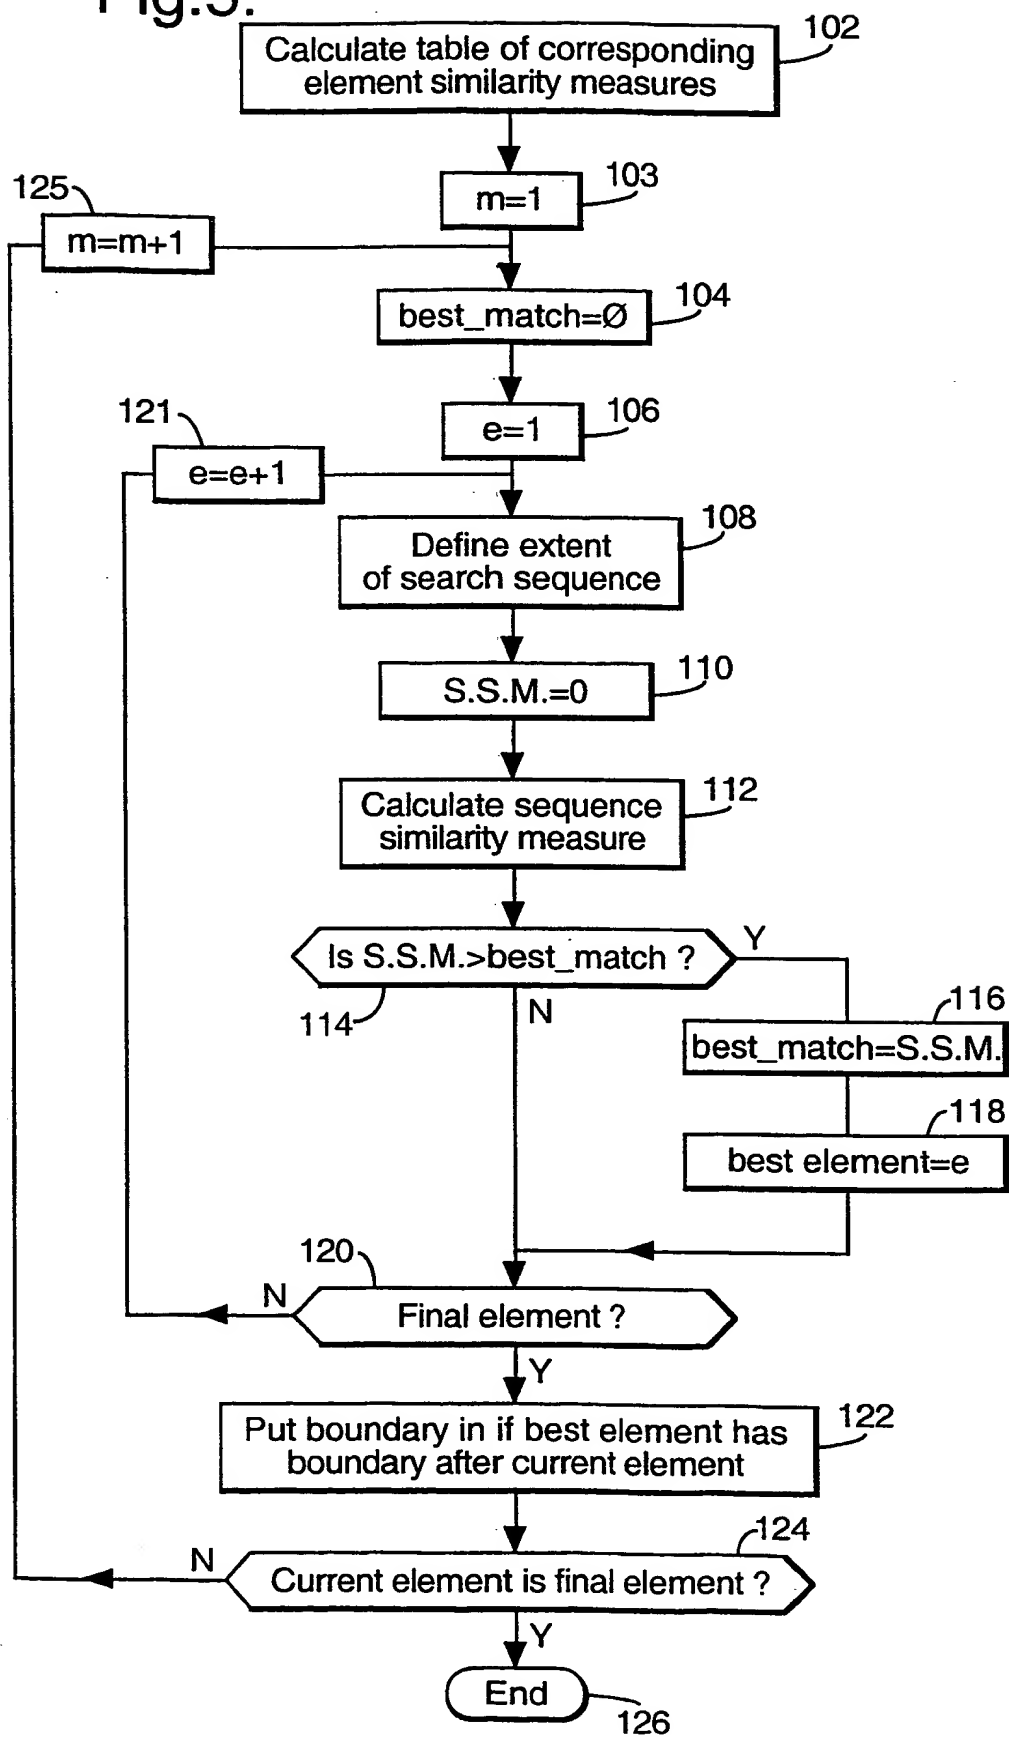 Fig.5.
Calculate table of corresponding
element similarity measures
102
m=1
103
125
m=m+1
best_match=Ø
104
e=1
106
121
e=e+1
Define extent
of search sequence
108
S.S.M.=0
110
Calculate sequence
similarity measure
112
Is S.S.M.>best_match ?
Y
114
N
116
best_match=S.S.M.
118
best element=e
120
N
Final element ?
Y
Put boundary in if best element has
boundary after current element
122
124
N
Current element is final element ?
Y
End
126